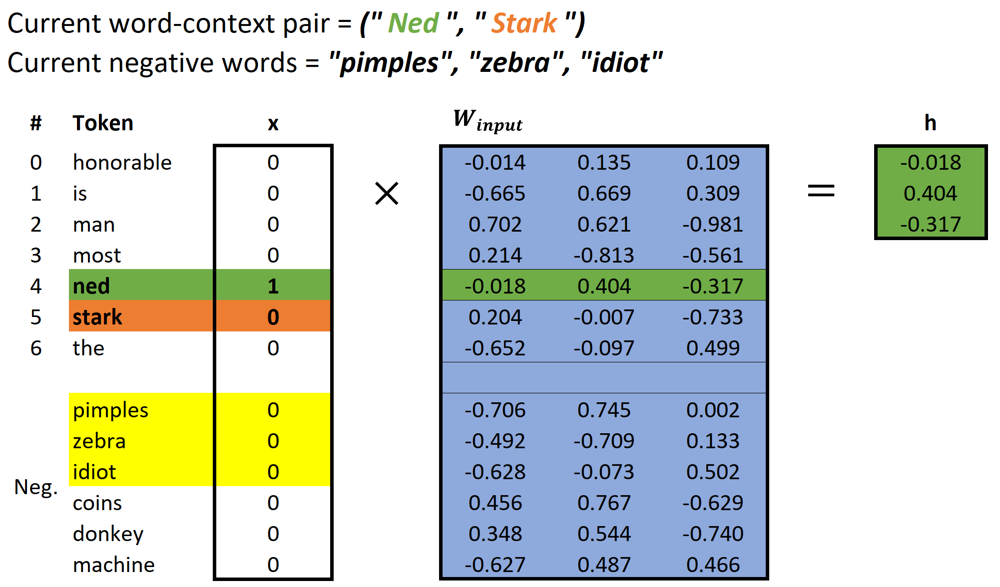 Current word-context pair = (" Ned ", " Stark ")
Current negative words = "pimples", "zebra", "idiot"
# Token x W_input h
0 honorable 0 -0.014 0.135 0.109 -0.018
1 is 0 × -0.665 0.669 0.309 = 0.404
2 man 0 0.702 0.621 -0.981 -0.317
3 most 0 0.214 -0.813 -0.561
4 ned 1 -0.018 0.404 -0.317
5 stark 0 0.204 -0.007 -0.733
6 the 0 -0.652 -0.097 0.499
pimples 0 -0.706 0.745 0.002
zebra 0 -0.492 -0.709 0.133
idiot 0 -0.628 -0.073 0.502
Neg.
coins 0 0.456 0.767 -0.629
donkey 0 0.348 0.544 -0.740
machine 0 -0.627 0.487 0.466